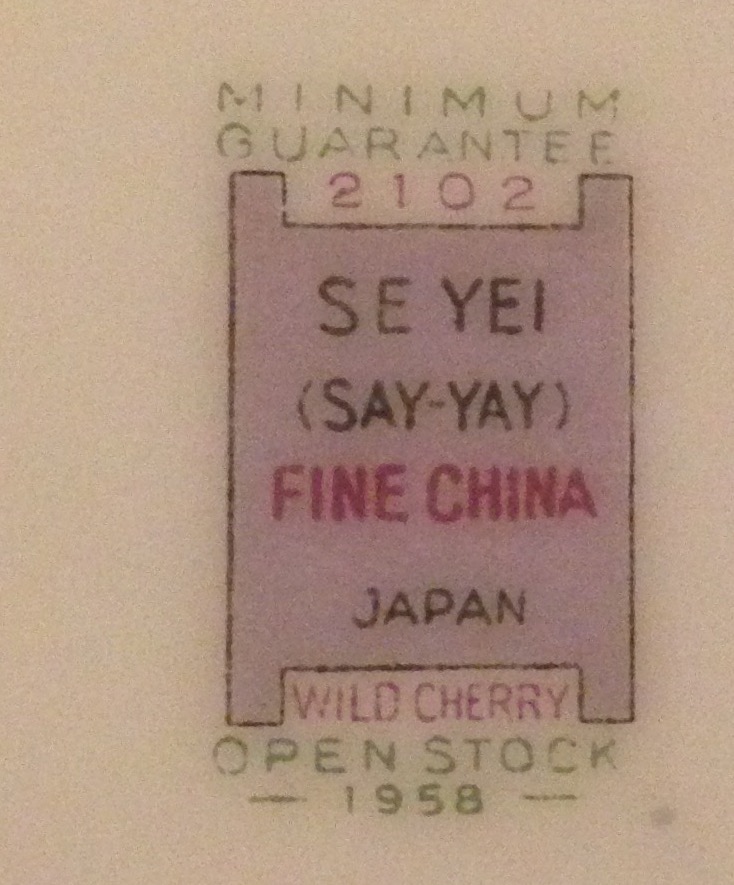 MINIMUM
GUARANTEE
2102
SE YEI
(SAY-YAY)
FINE CHINA
JAPAN
WILD CHERRY
OPEN STOCK
— 1958 —